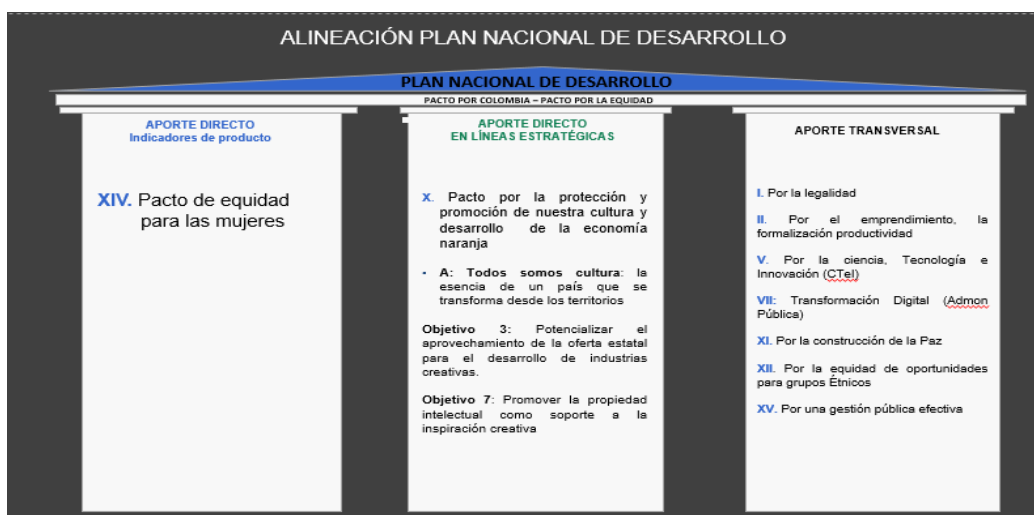 ALINEACIÓN PLAN NACIONAL DE DESARROLLO
PLAN NACIONAL DE DESARROLLO
PACTO POR COLOMBIA – PACTO POR LA EQUIDAD
APORTE DIRECTO
Indicadores de producto
XIV. Pacto de equidad
para las mujeres
APORTE DIRECTO
EN LÍNEAS ESTRATÉGICAS
X. Pacto por la protección y
promoción de nuestra cultura y
desarrollo de la economía
naranja
• A: Todos somos cultura: la
esencia de un país que se
transforma desde los territorios
Objetivo 3: Potencializar el
aprovechamiento de la oferta estatal
para el desarrollo de industrias
creativas.
Objetivo 7: Promover la propiedad
intelectual como soporte a la
inspiración creativa
APORTE TRANSVERSAL
I. Por la legalidad
II. Por el emprendimiento, la
formalización productividad
V. Por la ciencia, Tecnología e
Innovación (CTeI)
VII: Transformación Digital (Admon
Pública)
XI. Por la construcción de la Paz
XII. Por la equidad de oportunidades
para grupos Étnicos
XV. Por una gestión pública efectiva